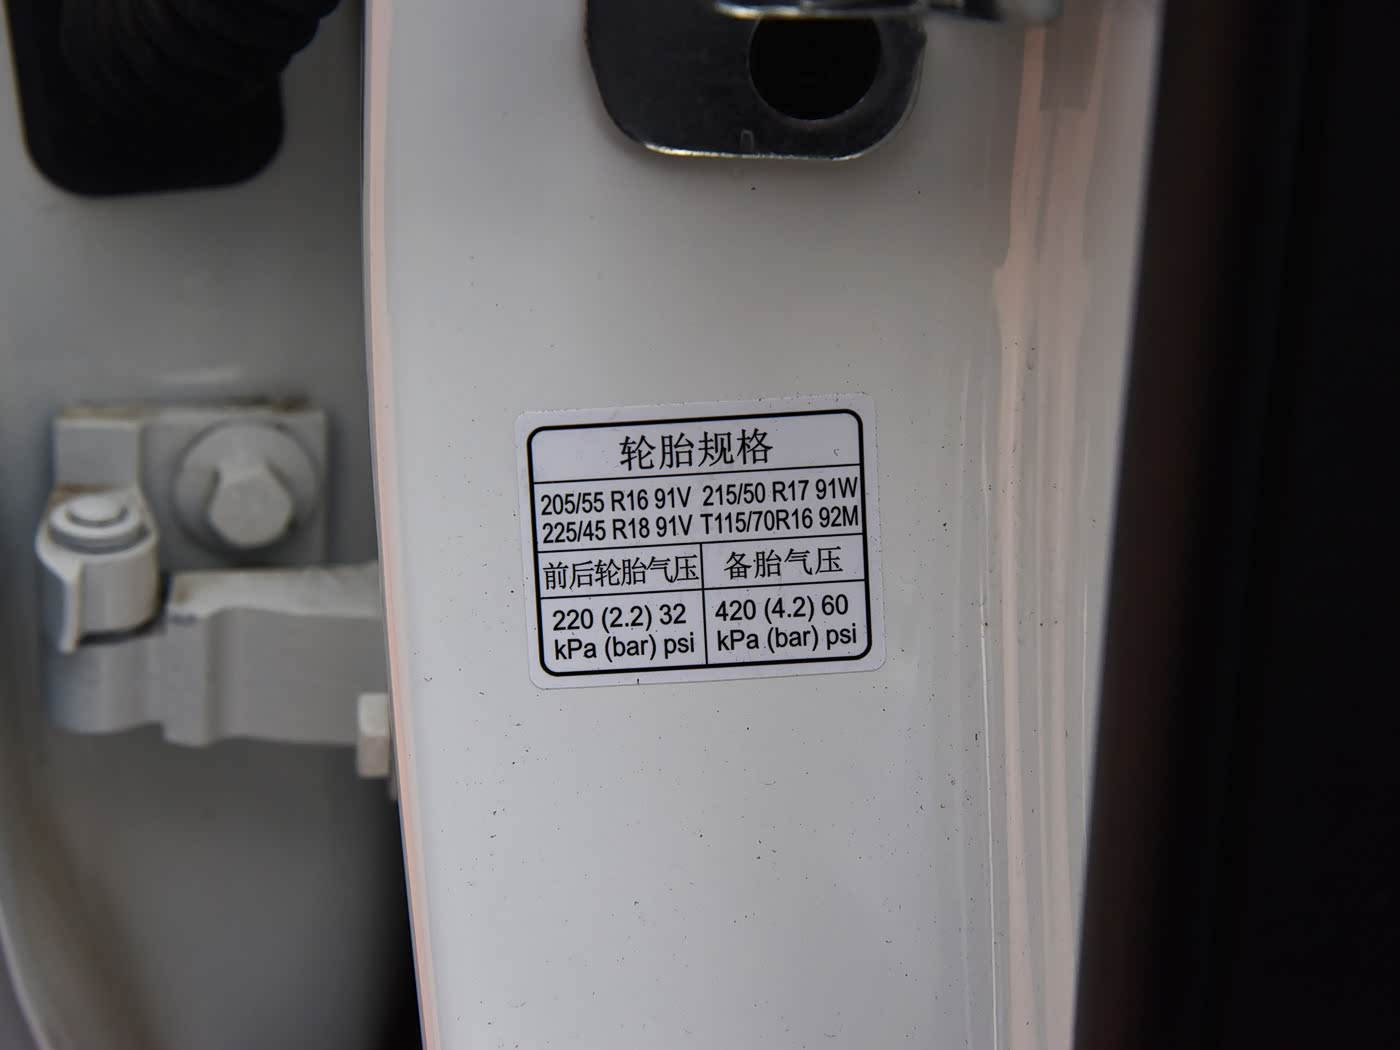 轮胎规格
205/55 R16 91V 215/50 R17 91W
225/45 R18 91V T115/70R16 92M
前后轮胎气压 备胎气压
220 (2.2) 32 420 (4.2) 60
kPa (bar) psi kPa (bar) psi